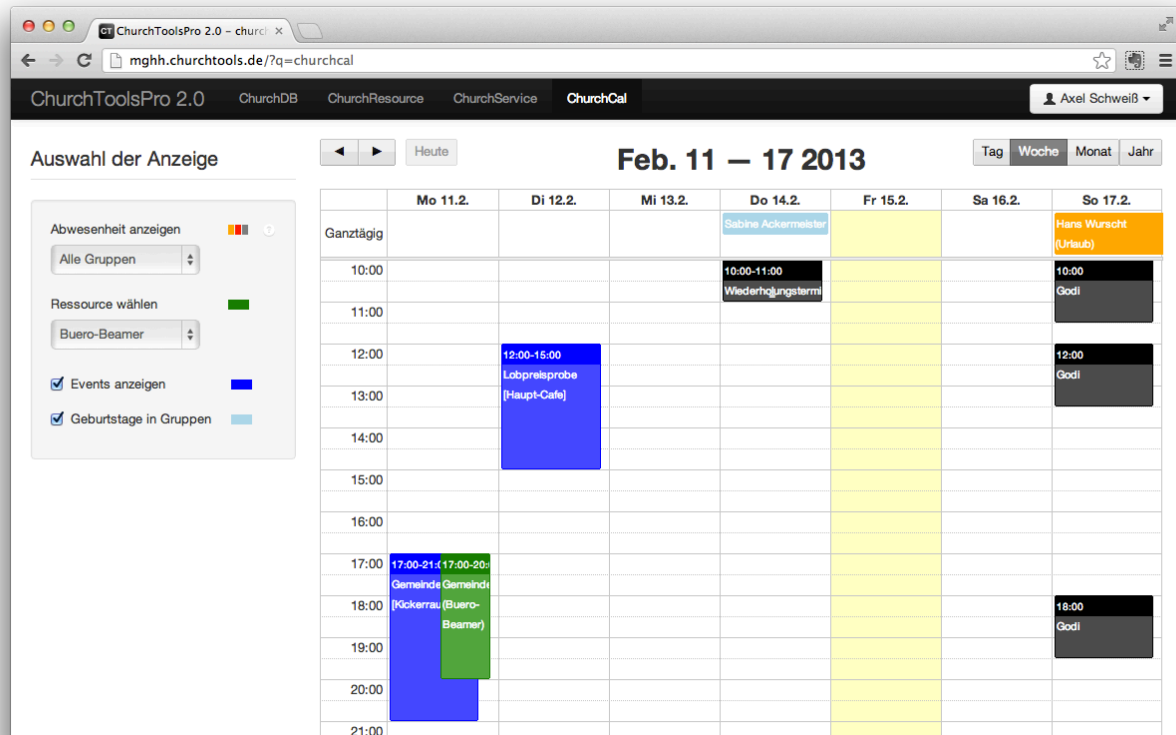 CT ChurchToolsPro 2.0 – church
mghh.churchtools.de/?q=churchcal
ChurchToolsPro 2.0 ChurchDB ChurchResource ChurchService ChurchCal Axel Schweiß
Auswahl der Anzeige
Abwesenheit anzeigen
Alle Gruppen
Ressource wählen
Buero-Beamer
Events anzeigen
Geburtstage in Gruppen
Heute
Feb. 11 — 17 2013
Tag Woche Monat Jahr
Mo 11.2. Di 12.2. Mi 13.2. Do 14.2. Fr 15.2. Sa 16.2. So 17.2.
Ganztägig
Sabine Ackermeister
Hans Wurscht
(Urlaub)
10:00
10:00-11:00
Wiederholungstermi
10:00
Godi
11:00
12:00
12:00-15:00
Lobpreisprobe
[Haupt-Cafe]
12:00
Godi
13:00
14:00
15:00
16:00
17:00
17:00-21:0
Gemeinde
[Kickerrau
17:00-20:
Gemeinde
(Buero-
Beamer)
18:00
18:00
Godi
19:00
20:00
21:00